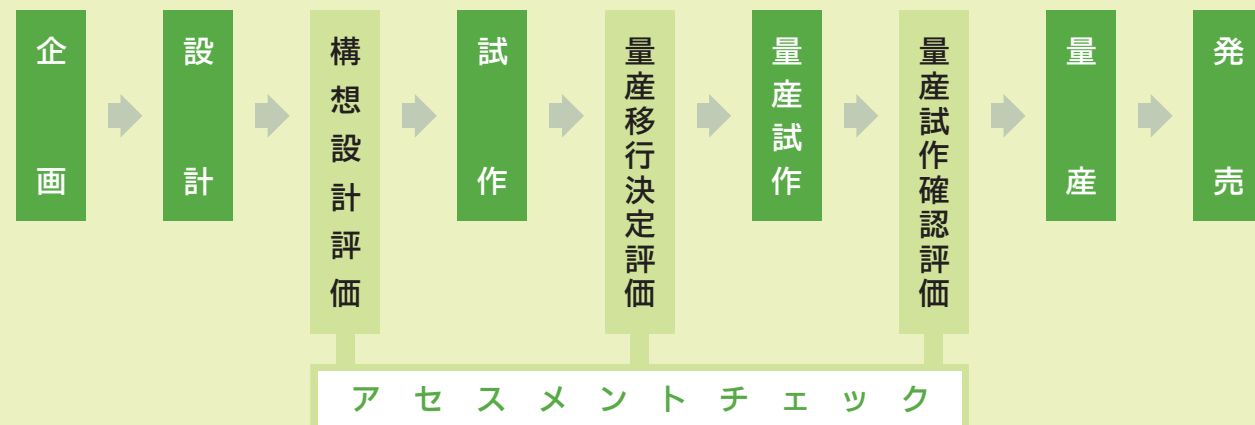 企画
設計
構想設計評価
試作
量産移行決定評価
量産試作
量産試作確認評価
量産
発売
アセスメントチェック